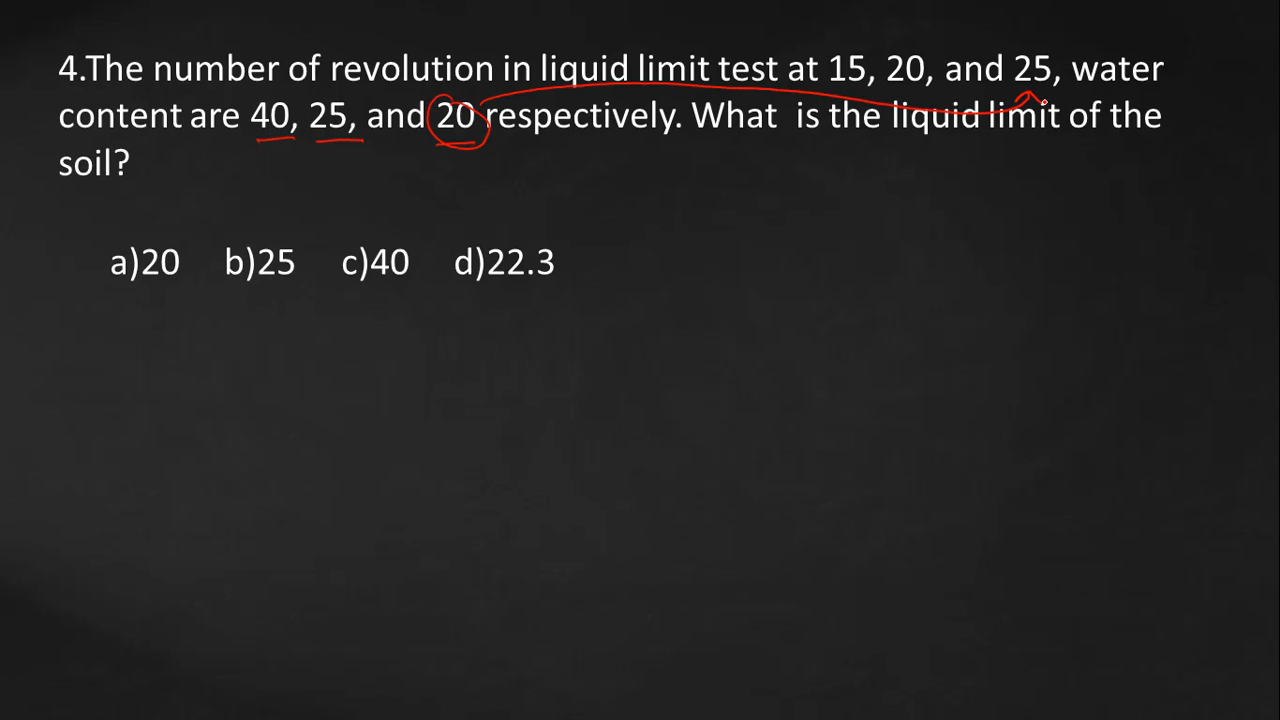 4.The number of revolution in liquid limit test at 15, 20, and 25, water
content are 40, 25, and 20 respectively. What  is the liquid limit of the
soil?
a)20 b)25 c)40 d)22.3